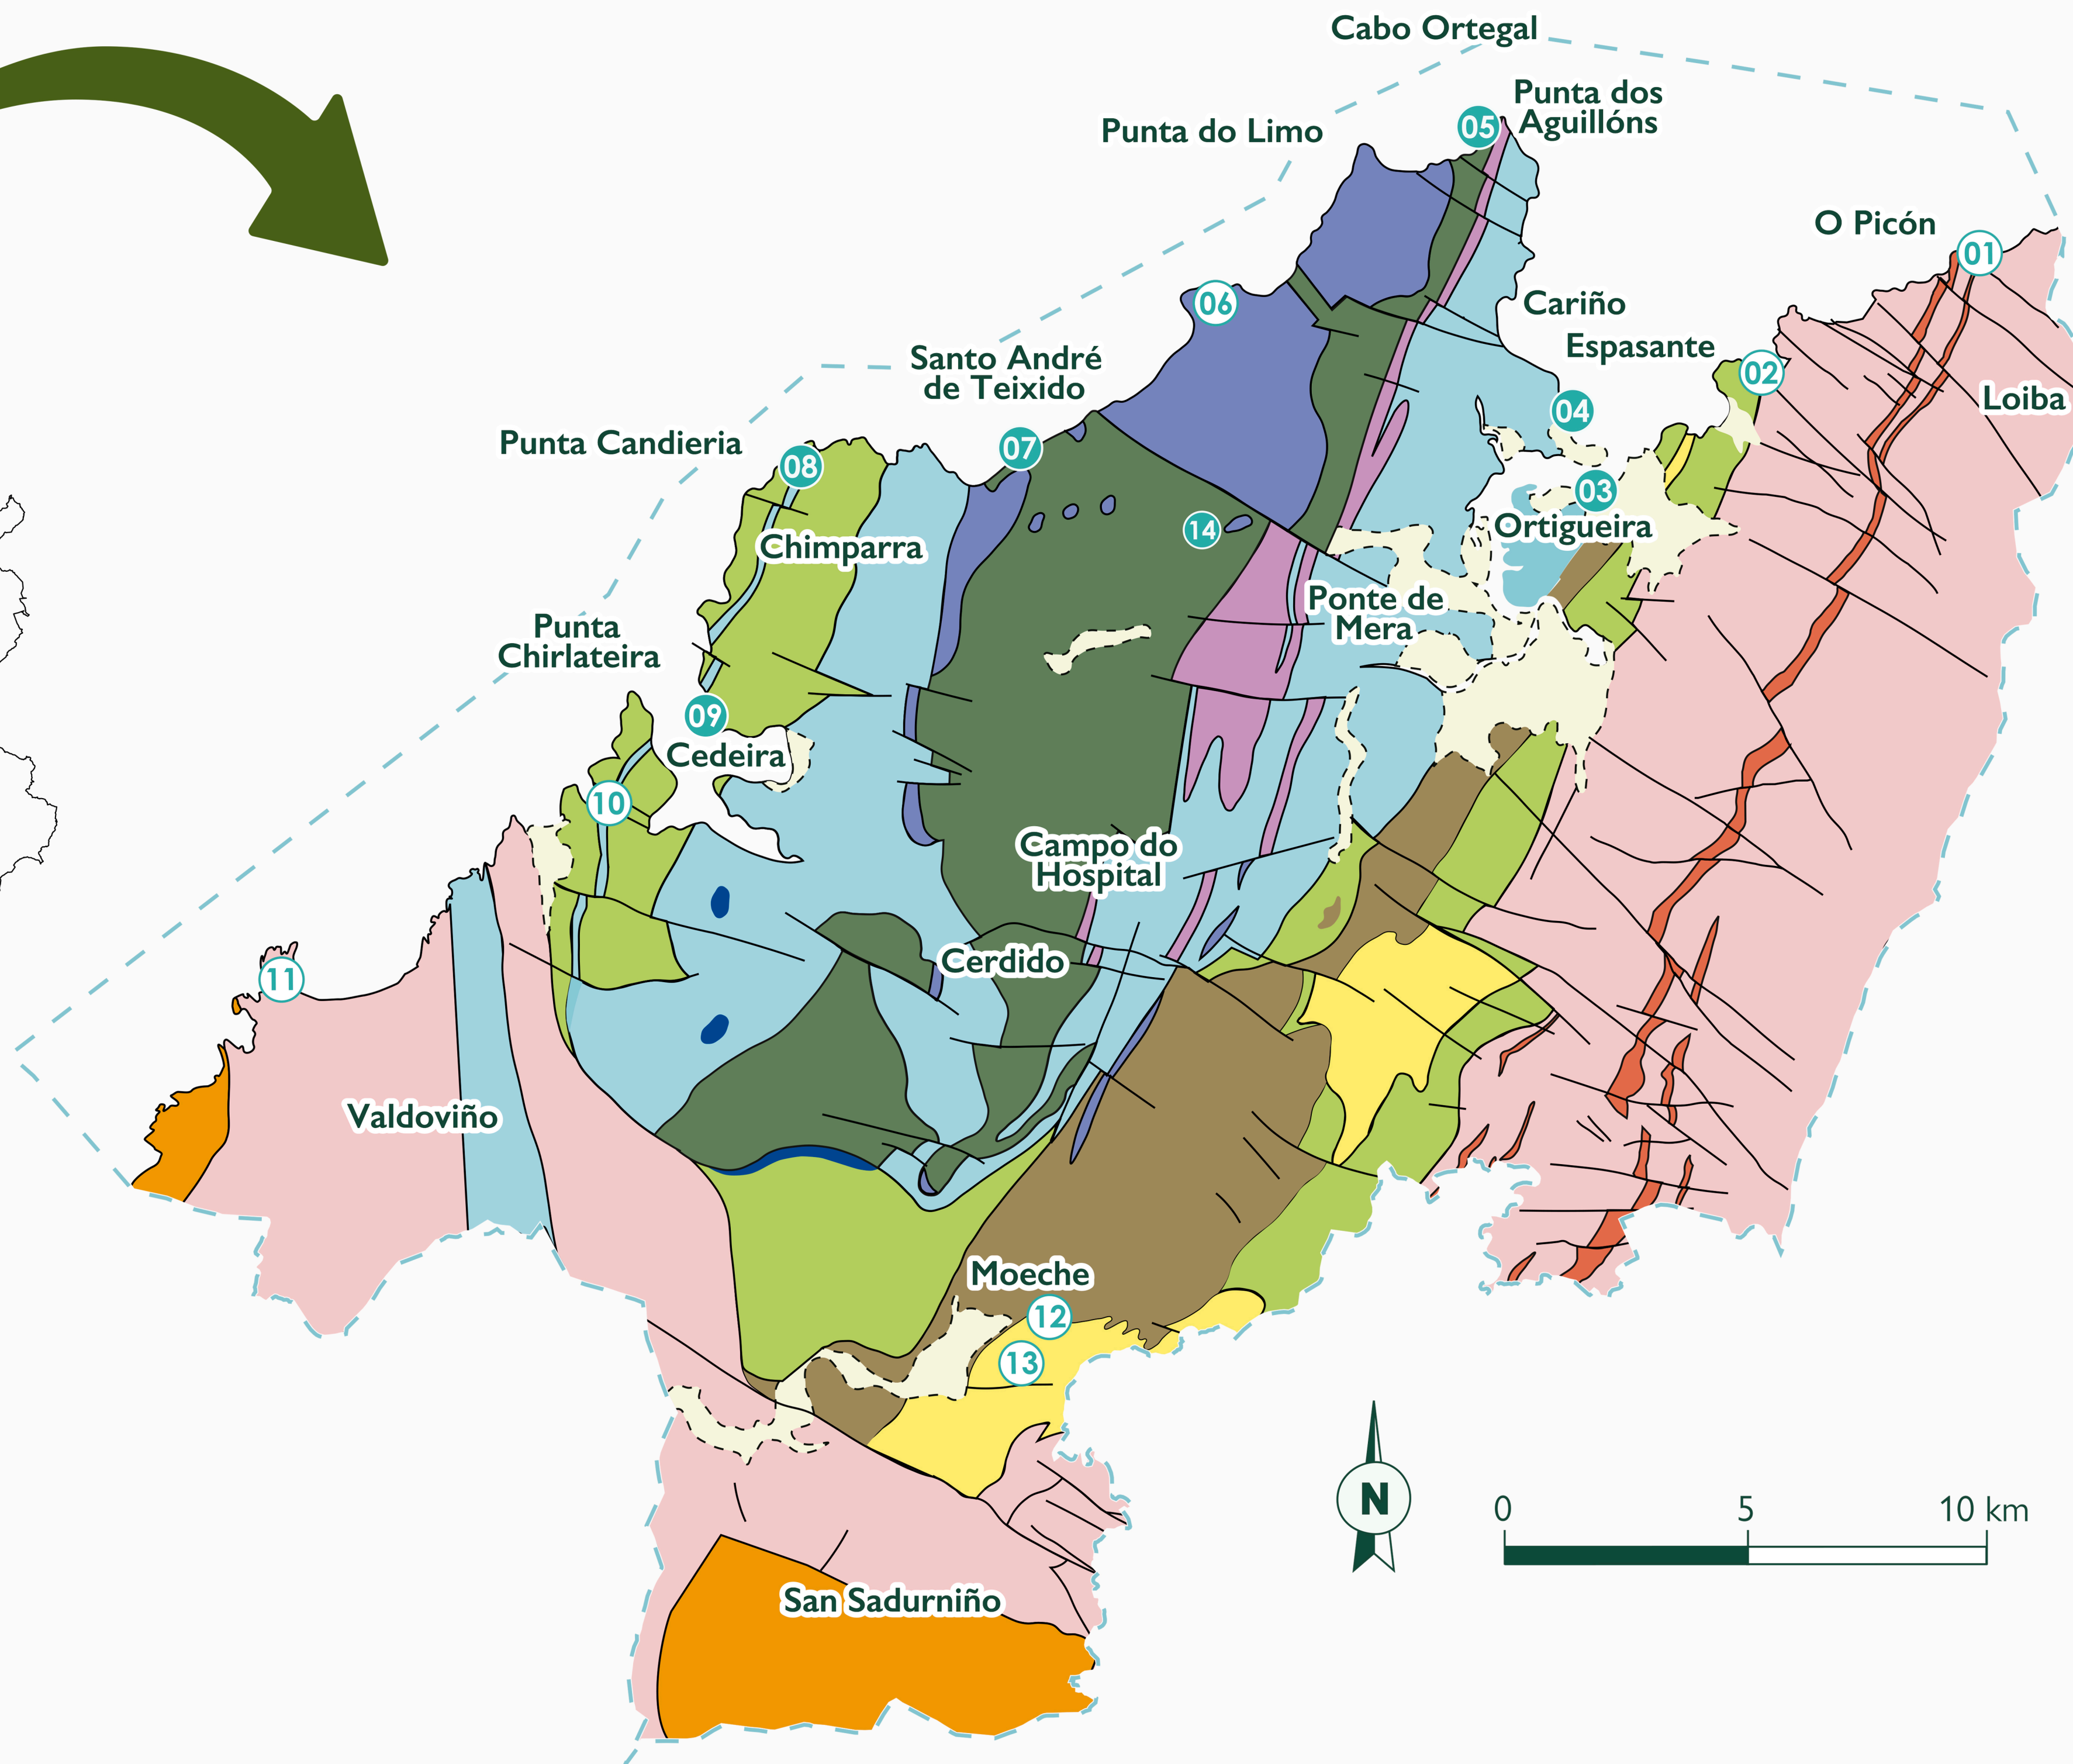 Cabo Ortegal
Punta dos
Aguillóns
05
Punta do Limo
O Picón
01
06
Cariño
Espasante
02
Santo André
de Teixido
Loiba
04
Punta Candieria
07
08
03
14
Ortigueira
Chimparra
Ponte de
Mera
Punta
Chirlateira
09
Cedeira
10
Campo do
Hospital
Cerdido
11
Valdoviño
Moeche
12
13
N
0 5 10 km
San Sadurniño